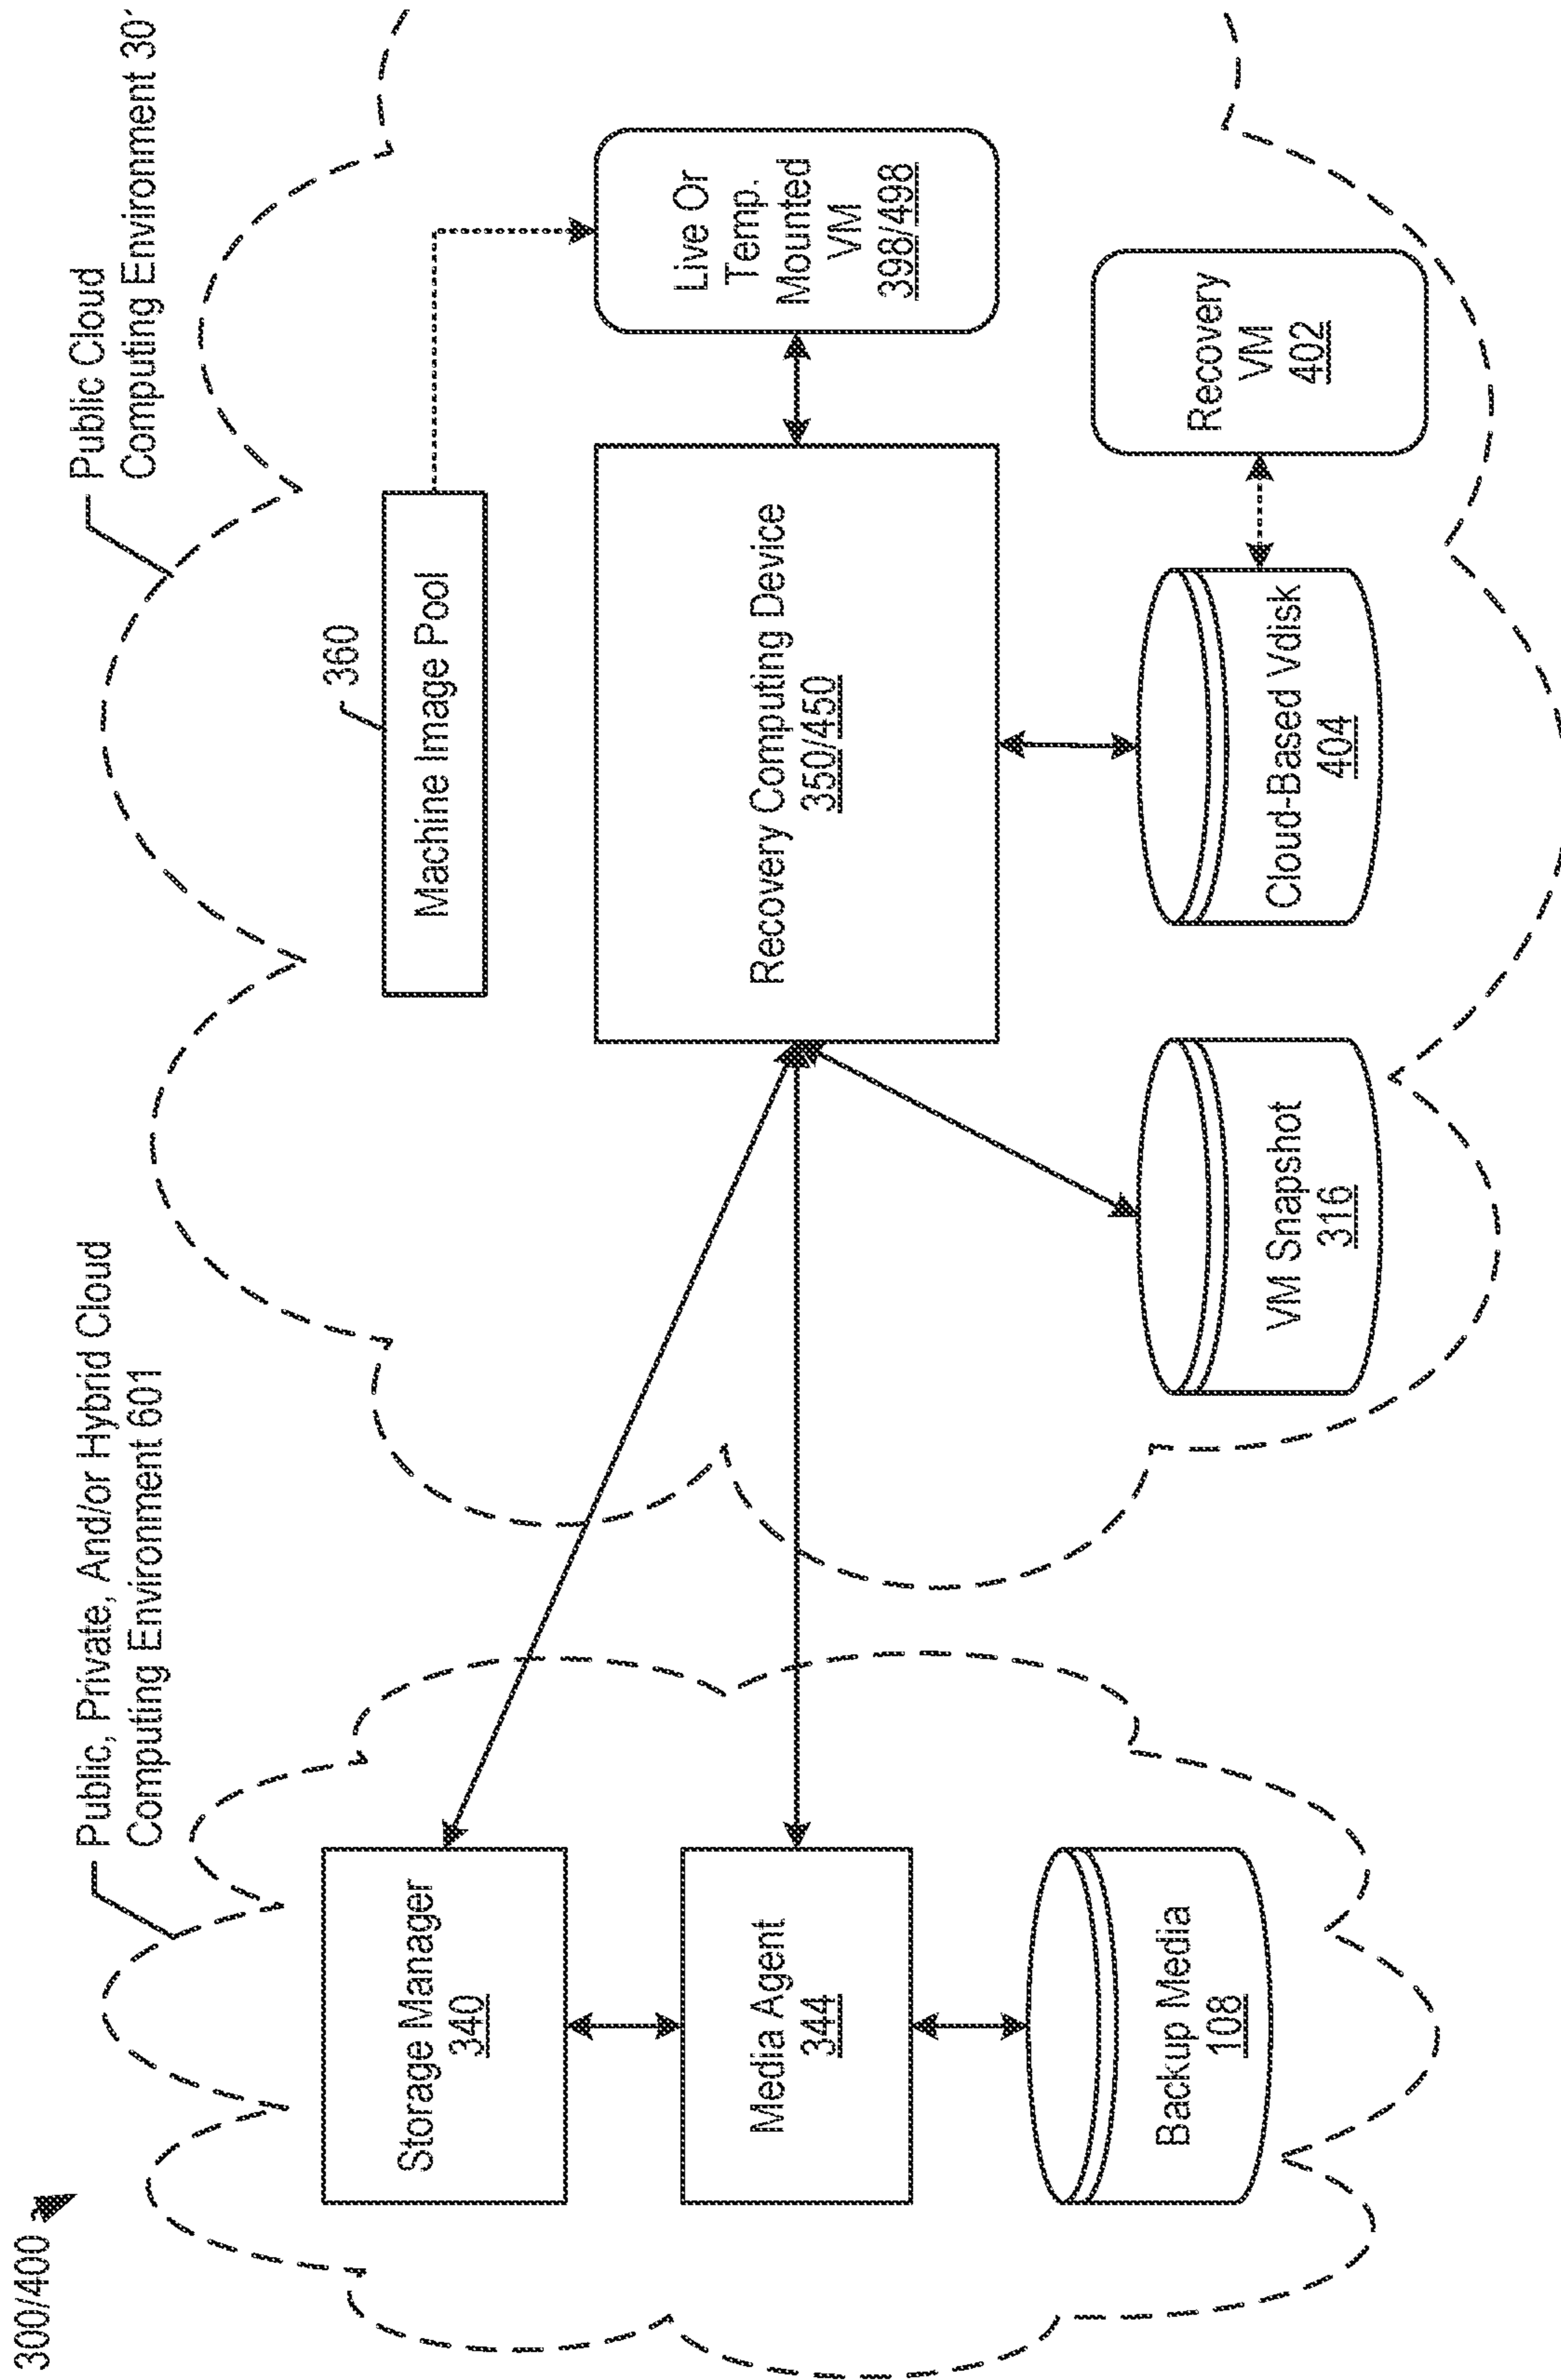 300/400
Public, Private, And/or Hybrid Cloud
Computing Environment 601
Storage Manager
340
Media Agent
344
Backup Media
108
Public Cloud
Computing Environment 30
360
Machine Image Pool
Recovery Computing Device
350/450
Live Or
Temp.
Mounted
VM
398/498
VM Snapshot
316
Cloud-Based Vdisk
404
Recovery
VM
402